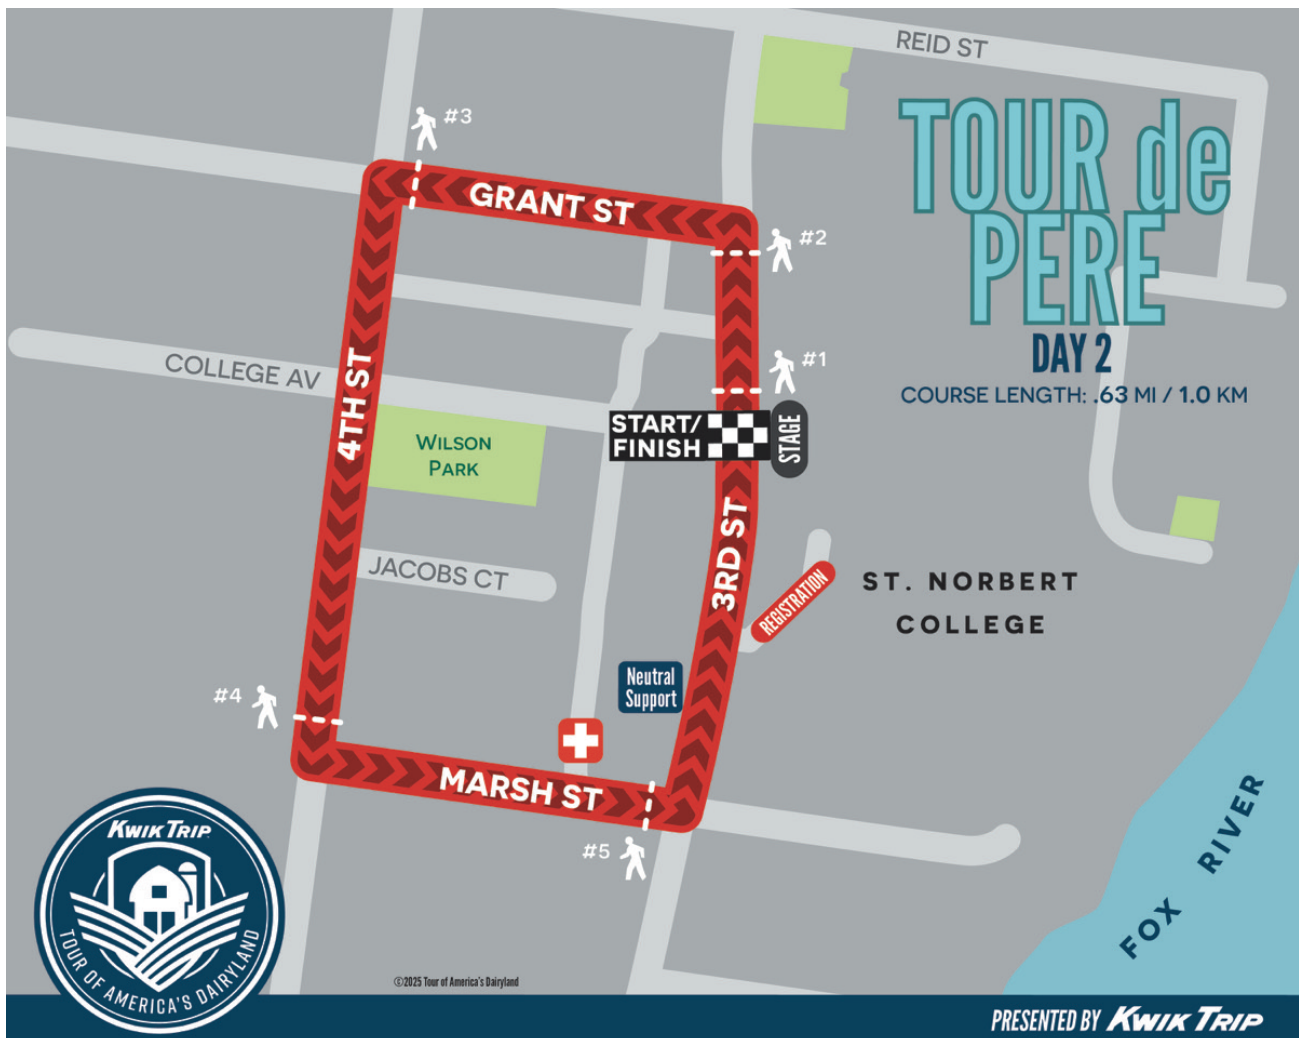 REID ST
TOUR de
PERE
DAY 2
COURSE LENGTH: .63 MI / 1.0 KM
#3
GRANT ST
#2
#1
COLLEGE AV
4TH ST
WILSON
PARK
START/
FINISH
STAGE
3RD ST
JACOBS CT
REGISTRATION
ST. NORBERT
COLLEGE
Neutral
Support
#4
MARSH ST
#5
FOX RIVER
KWIK TRIP
TOUR OF AMERICA'S DAIRYLAND
©2025 Tour of America's Dairyland
PRESENTED BY KWIK TRIP